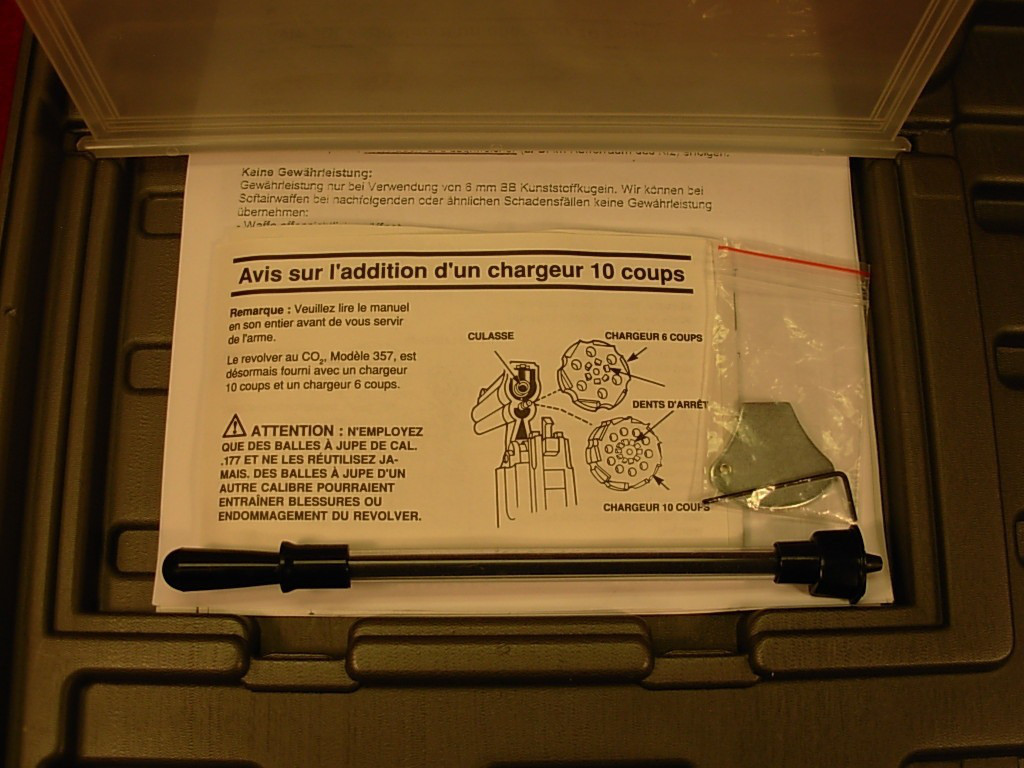 Keine Gewährleistung:
Gewährleistung nur bei Verwendung von 6 mm BB Kunststoffkugeln. Wir können bei
Softairwaffen bei nachfolgenden oder ähnlichen Schadensfällen keine Gewährleistung
übernehmen:
Avis sur l'addition d'un chargeur 10 coups
Remarque : Veuillez lire le manuel
en son entier avant de vous servir
de l'arme.
Le revolver au CO₂, Modèle 357, est
désormais fourni avec un chargeur
10 coups et un chargeur 6 coups.
ATTENTION : N'EMPLOYEZ
QUE DES BALLES À JUPE DE CAL.
.177 ET NE LES RÉUTILISEZ JA-
MAIS. DES BALLES À JUPE D'UN
AUTRE CALIBRE POURRAIENT
ENTRAÎNER BLESSURES OU
ENDOMMAGEMENT DU REVOLVER.
CULASSE
CHARGEUR 6 COUPS
DENTS D'ARRÊT
CHARGEUR 10 COUPS